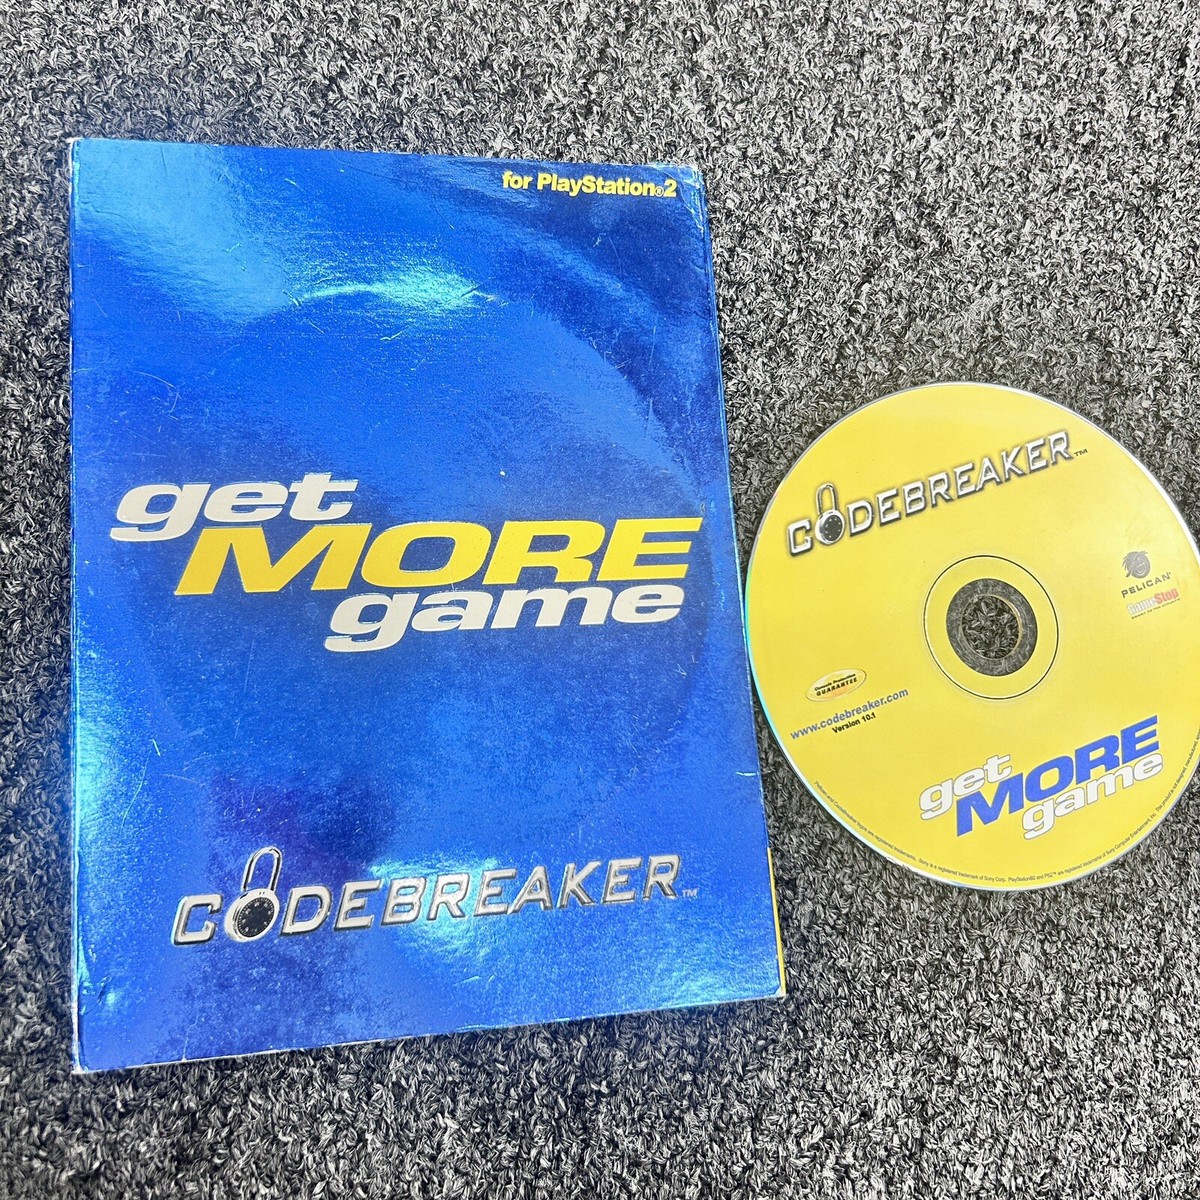 for PlayStation®2
get
MORE
game
CODEBREAKER™
CODEBREAKER™
PELICAN
GameStop
GUARANTEE
www.codebreaker.com
Version 10.1
get
MORE
game